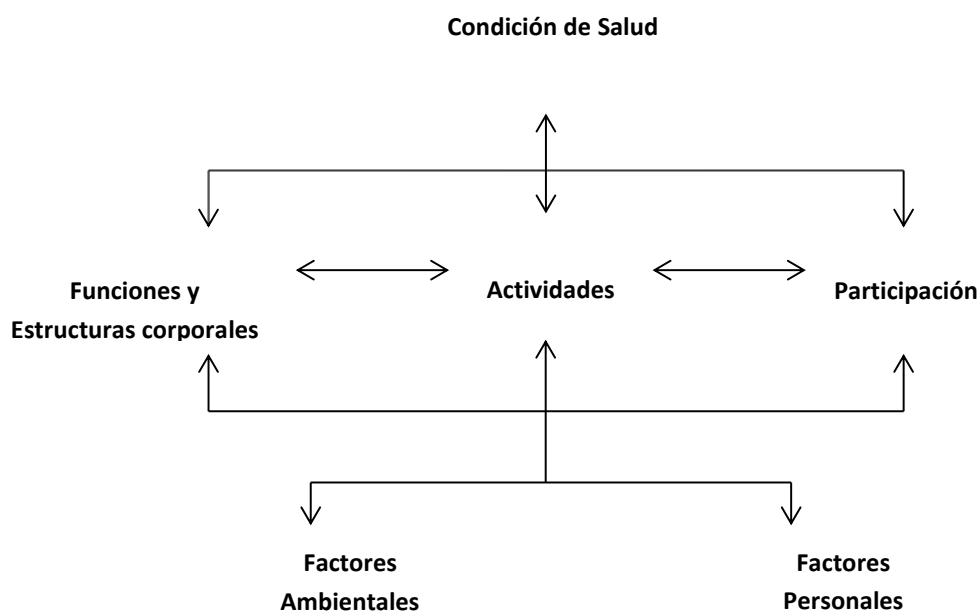 Condición de Salud
Funciones y
Estructuras corporales
Actividades
Participación
Factores
Ambientales
Factores
Personales